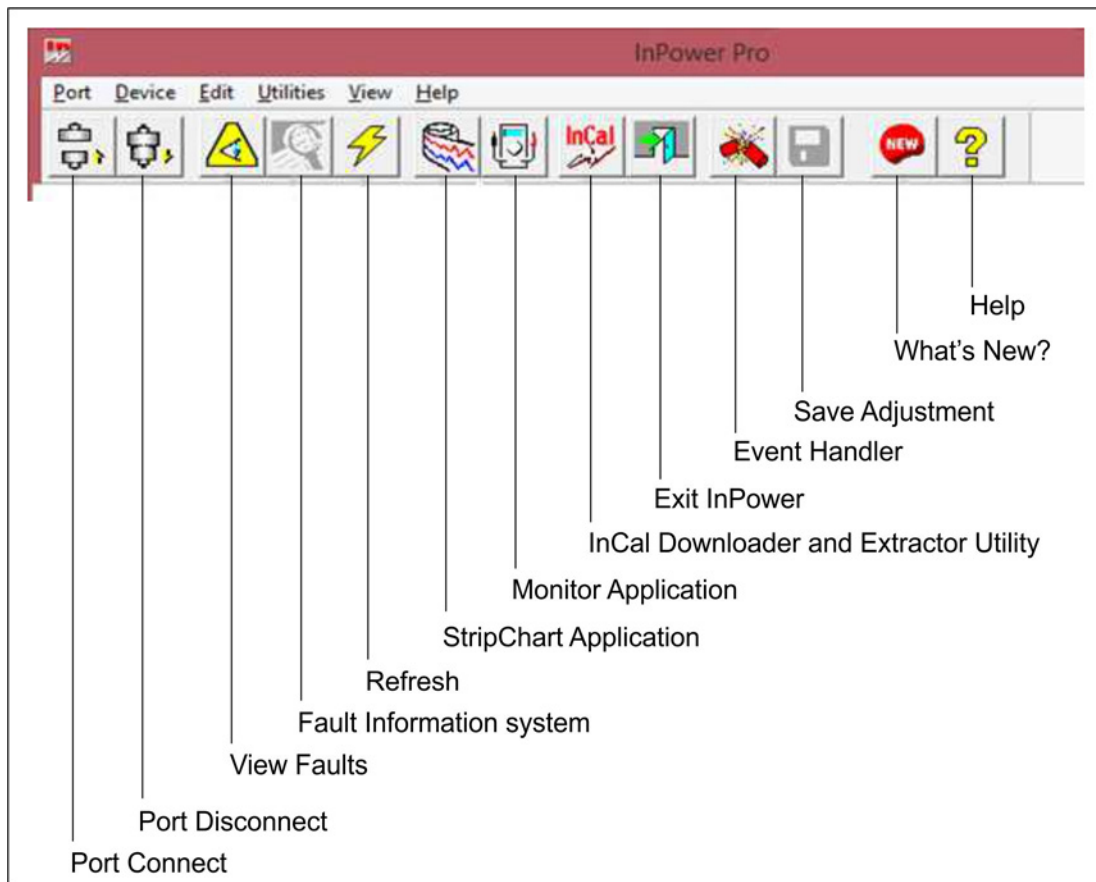 In
InPower Pro
Port Device Edit Utilities View Help
InCal
NEW
?
Help
What's New?
Save Adjustment
Event Handler
Exit InPower
InCal Downloader and Extractor Utility
Monitor Application
StripChart Application
Refresh
Fault Information system
View Faults
Port Disconnect
Port Connect